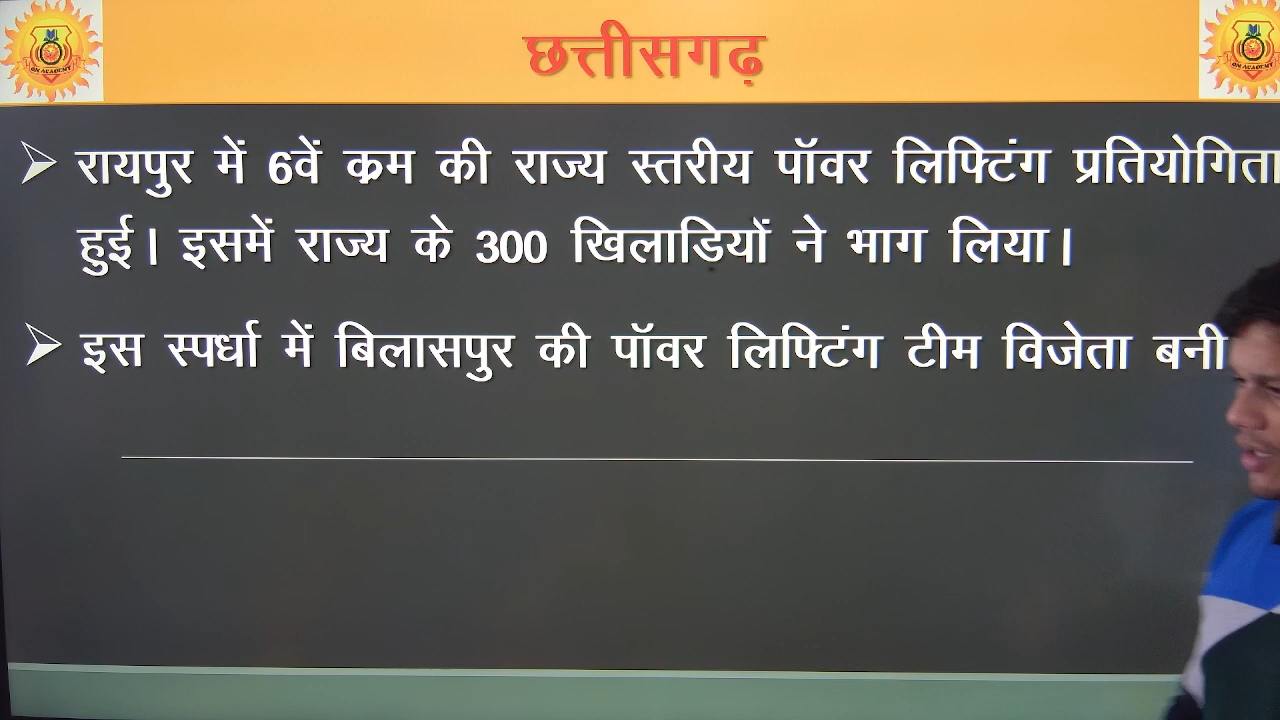 छत्तीसगढ़
रायपुर में 6वें क्रम की राज्य स्तरीय पॉवर लिफ्टिंग प्रतियोगिता
हुई। इसमें राज्य के 300 खिलाडियों ने भाग लिया।
इस स्पर्धा में बिलासपुर की पॉवर लिफ्टिंग टीम विजेता बनी